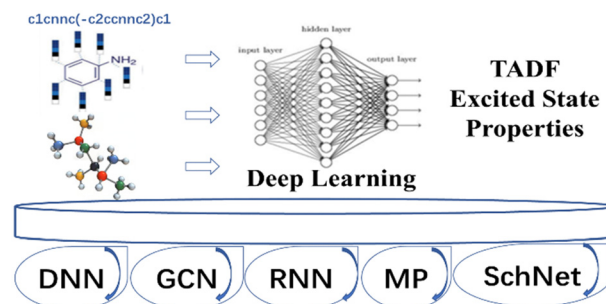 c1cnnc(-c2ccnnc2)c1
NH2
input layer
hidden layer
output layer
Deep Learning
TADF
Excited State
Properties
DNN
GCN
RNN
MP
SchNet